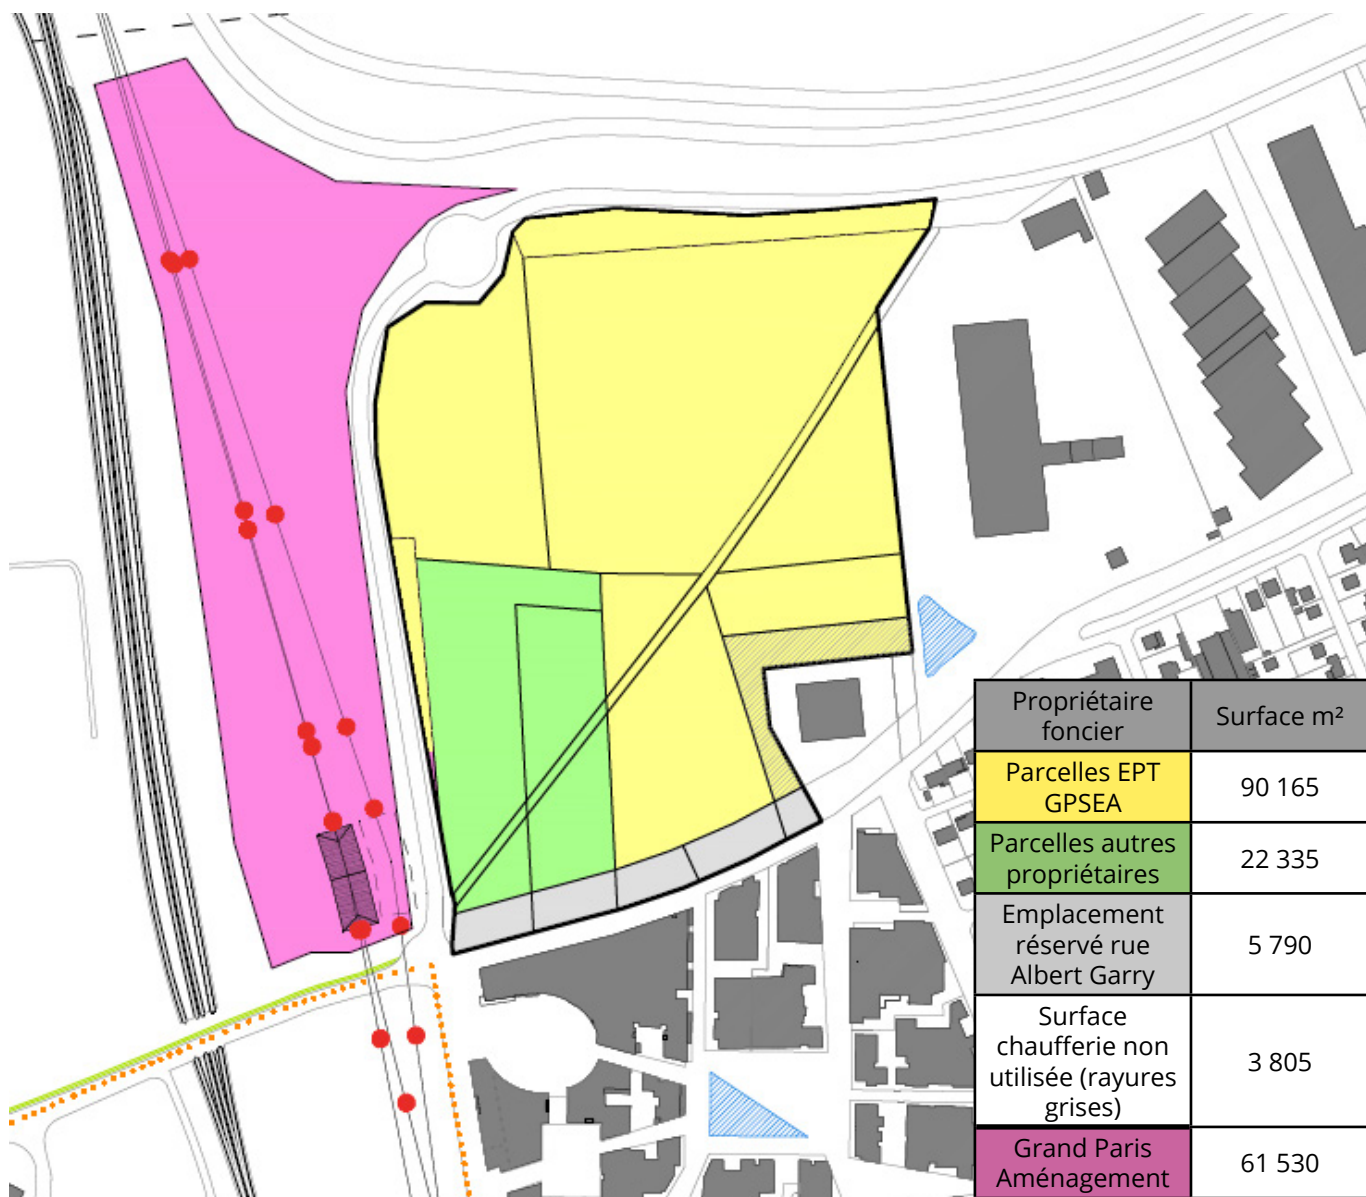 Propriétaire
foncier
Surface m²
Parcelles EPT
GPSEA
90 165
Parcelles autres
propriétaires
22 335
Emplacement
réservé rue
Albert Garry
5 790
Surface
chaufferie non
utilisée (rayures
grises)
3 805
Grand Paris
Aménagement
61 530